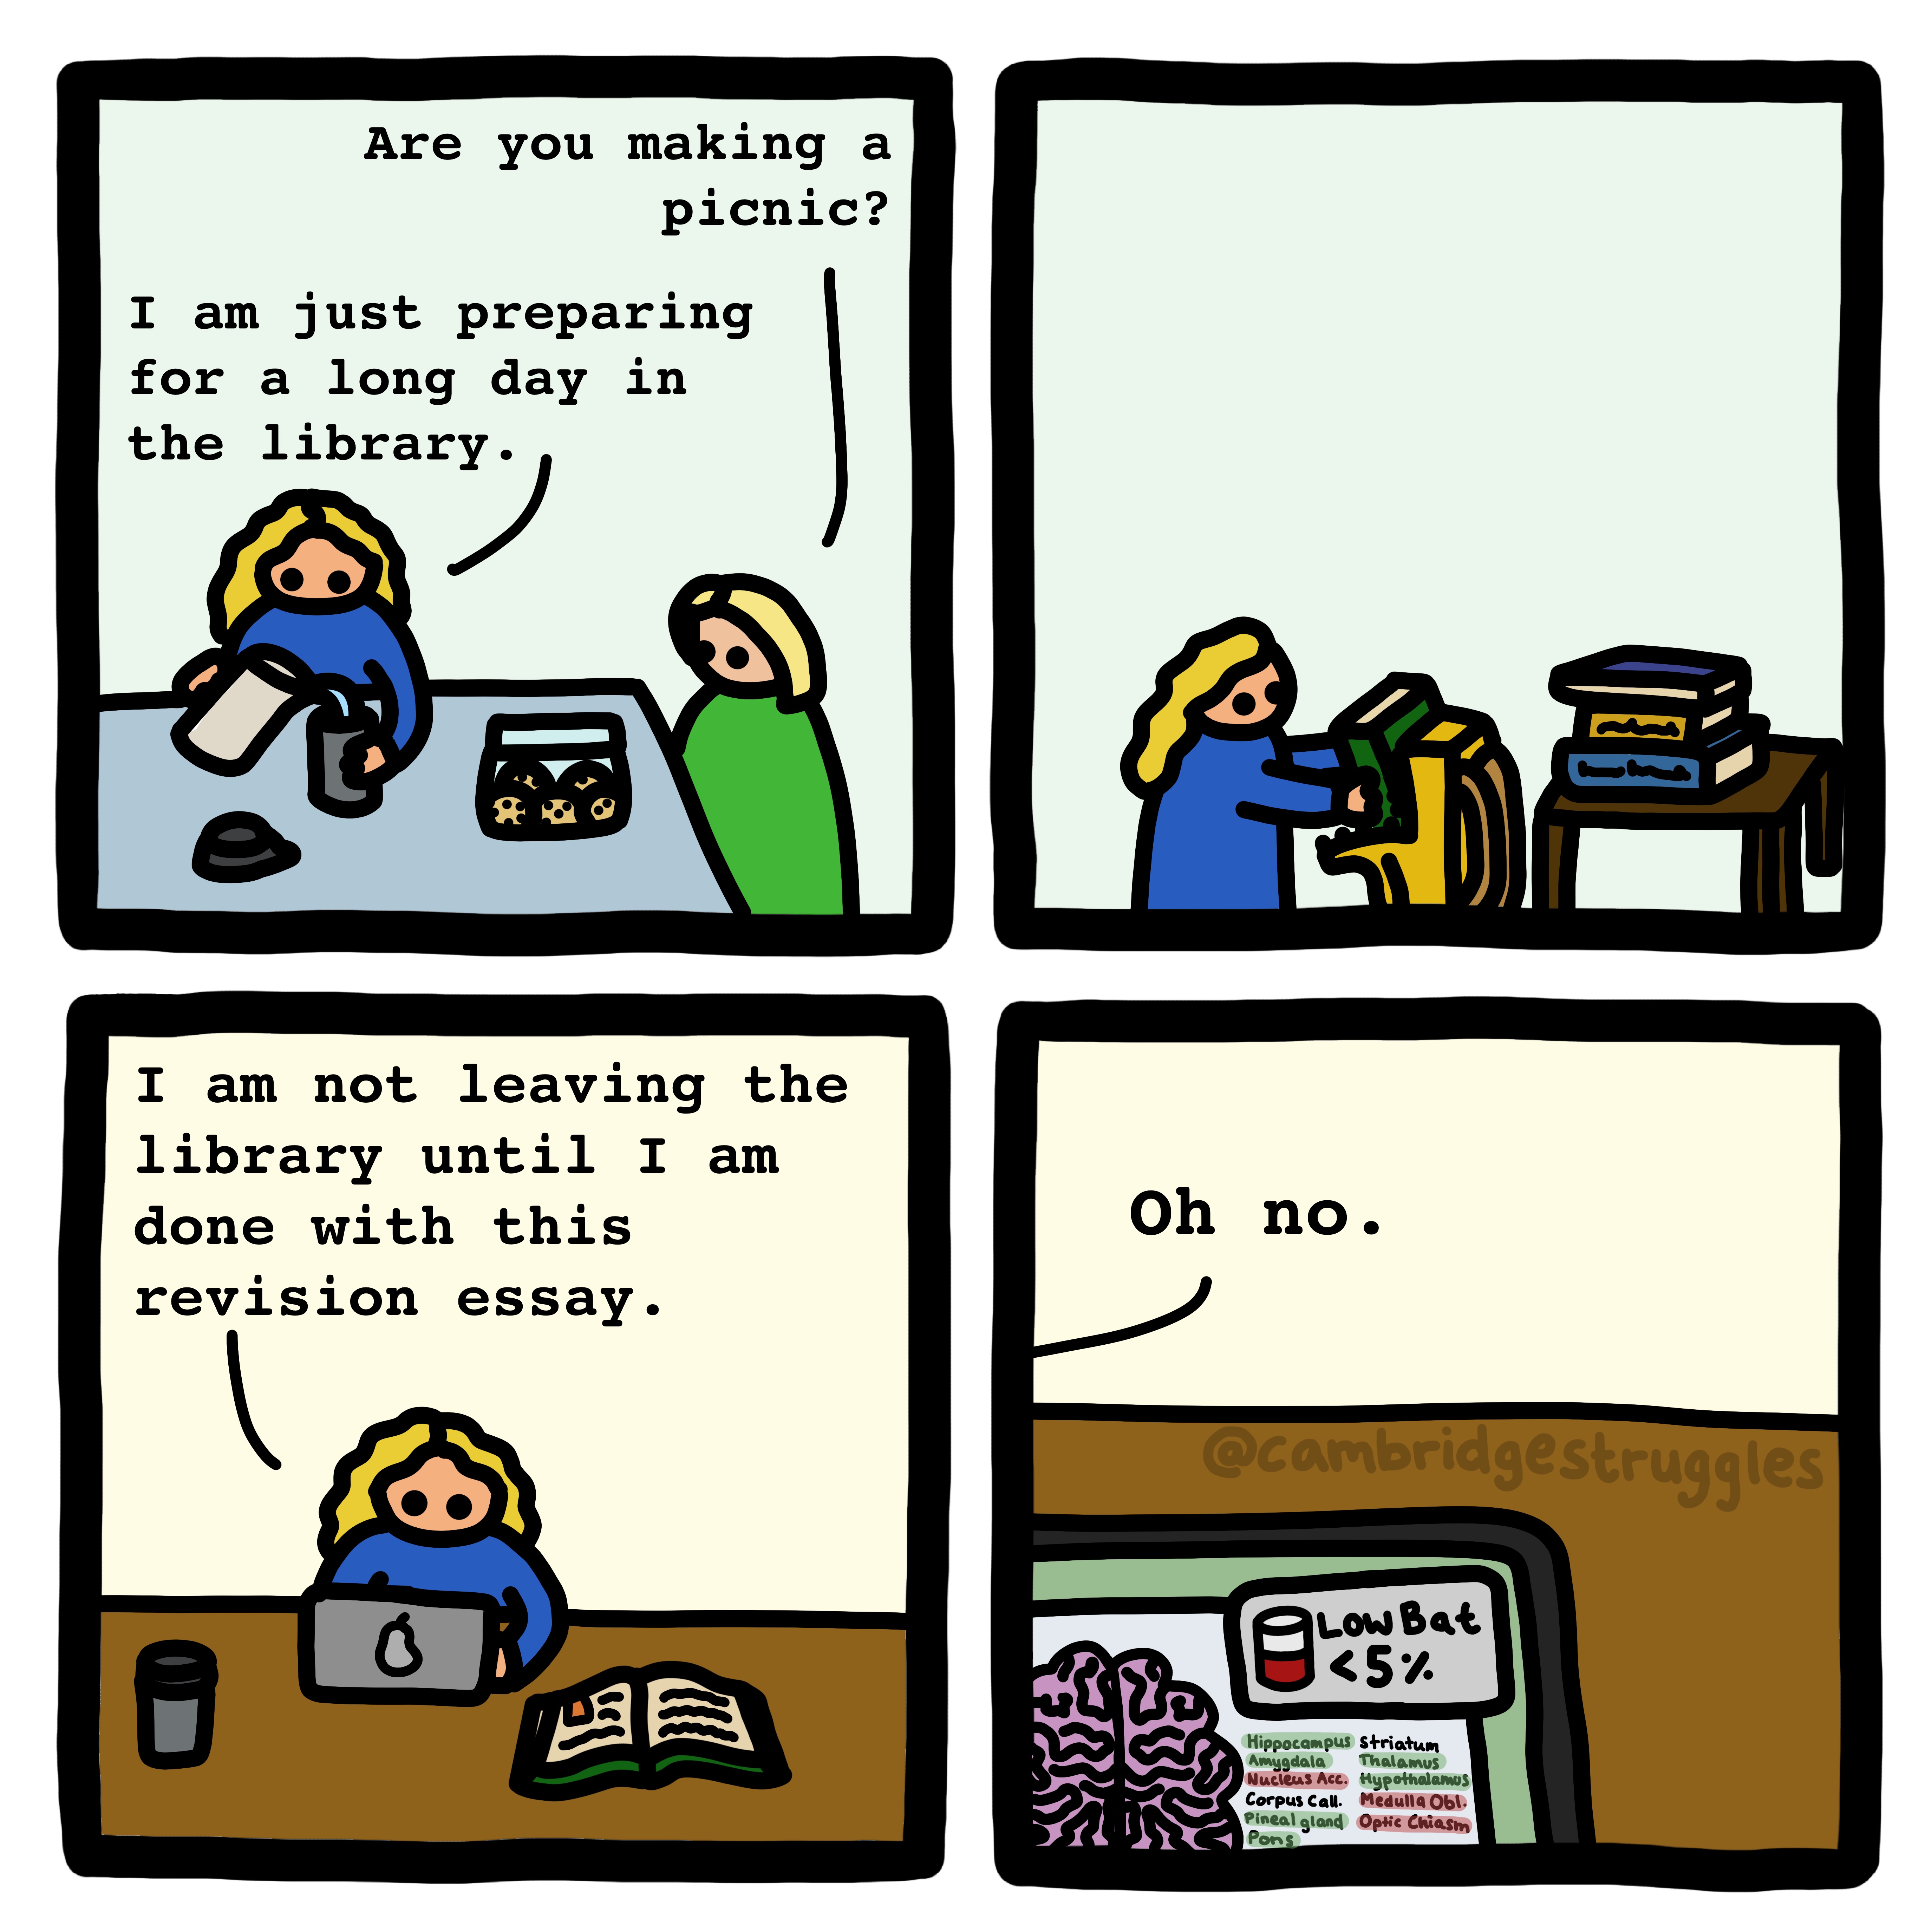 Are you making a
picnic?
I am just preparing
for a long day in
the library.
I am not leaving the
library until I am
done with this
revision essay.
Oh no.
@cambridgestruggles
Low Bat
<5%
Hippocampus
Amygdala
Nucleus Acc.
Corpus Call.
Pineal gland
Pons
Striatum
Thalamus
Hypothalamus
Medulla Obl.
Optic Chiasm